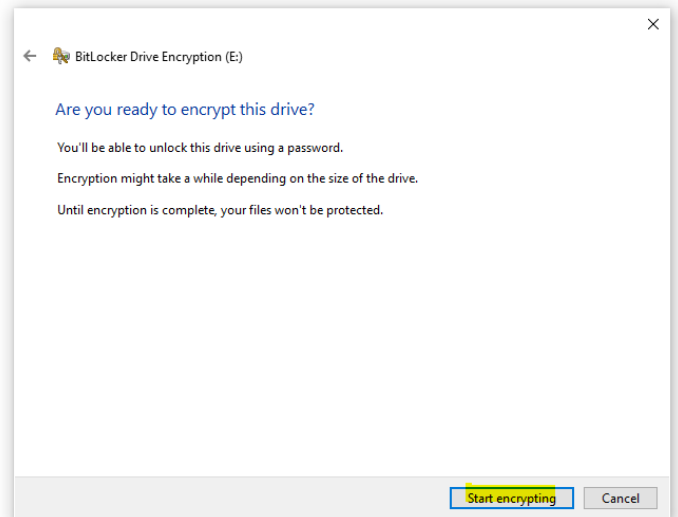 BitLocker Drive Encryption (E:)
Are you ready to encrypt this drive?
You'll be able to unlock this drive using a password.
Encryption might take a while depending on the size of the drive.
Until encryption is complete, your files won't be protected.
Start encrypting
Cancel